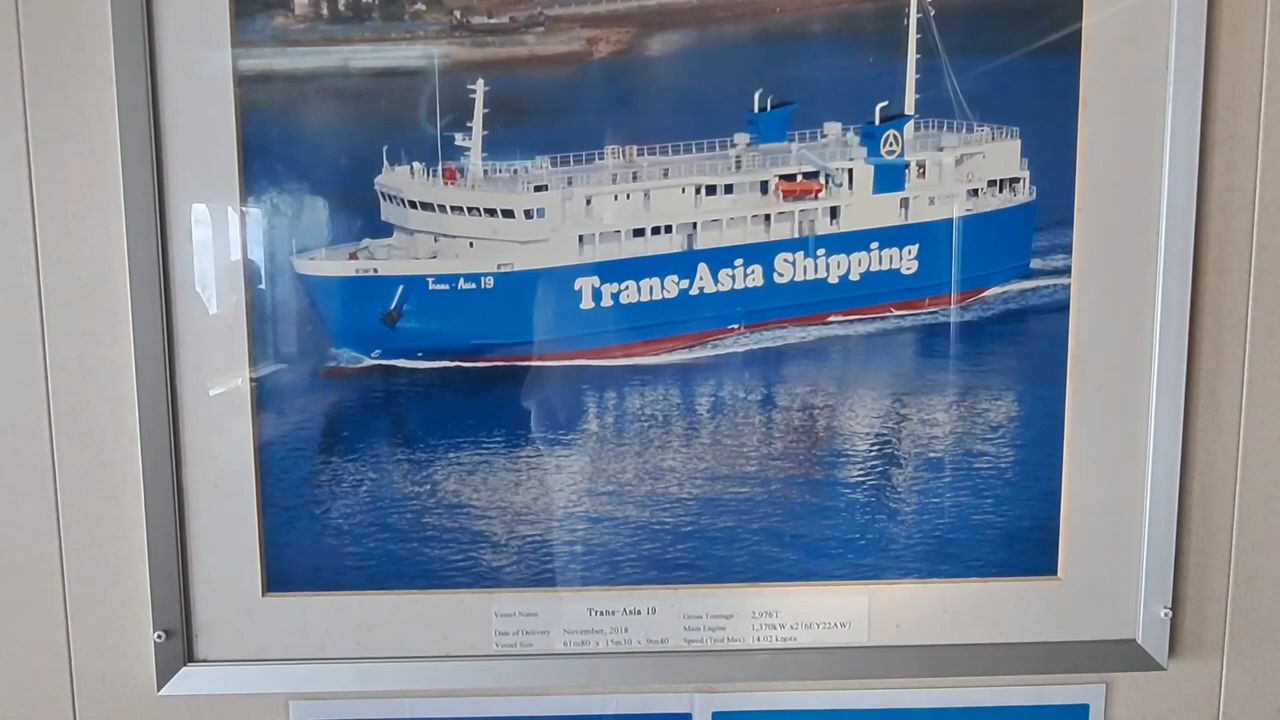 Trans - Asia 19
Trans-Asia Shipping
Vessel Name Trans-Asia 19
Date of Delivery November, 2018
Vessel Size 61m80 x 15m30 x 9m40
Gross Tonnage 2,976T
Main Engine 1,370kW x2(6EY22AW)
Speed (Trial Max) 14.02 knots